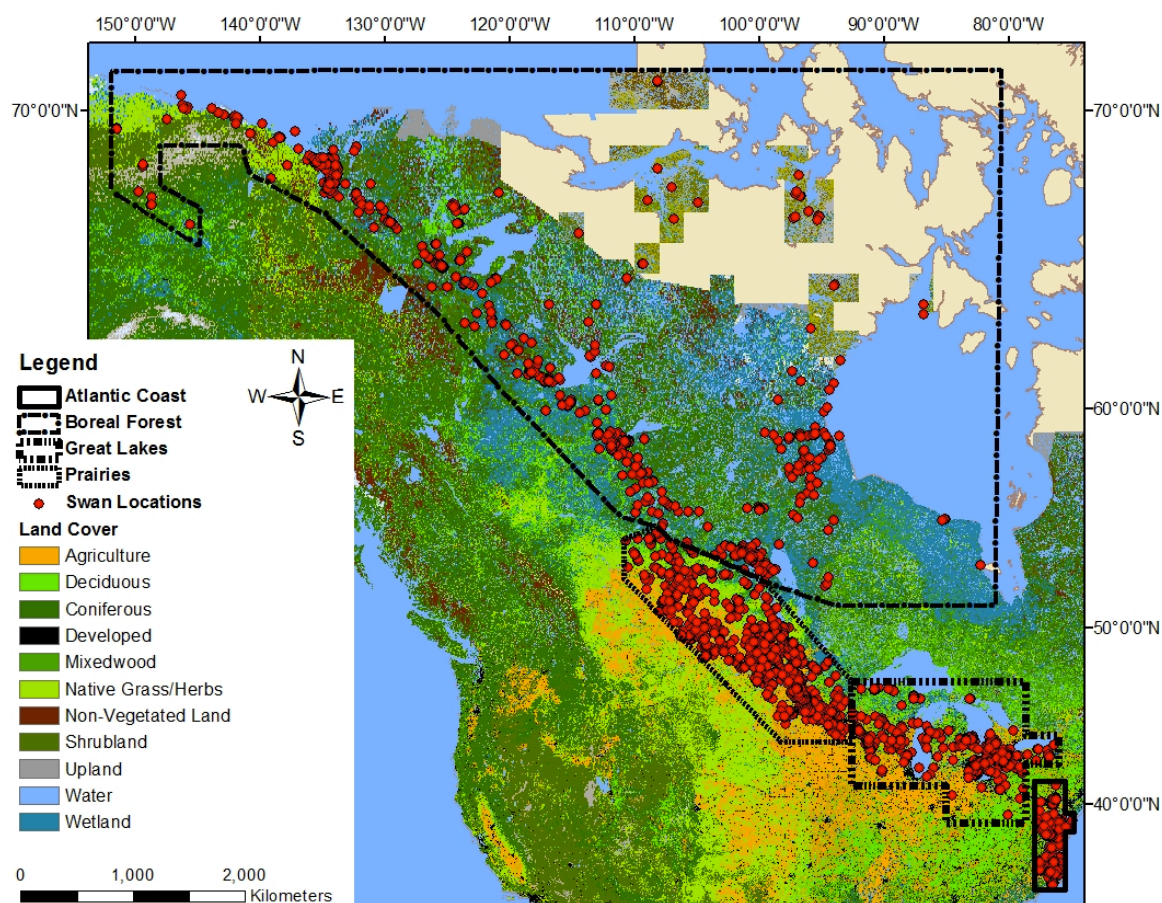 140°0'0"W 150°0'0"W 140°0'0"W 130°0'0"W 120°0'0"W 110°0'0"W 100°0'0"W 90°0'0"W 80°0'0"W
70°0'0"N 70°0'0"N
60°0'0"N
50°0'0"N
40°0'0"N
Legend
N
W E
S
Atlantic Coast
Boreal Forest
Great Lakes
Prairies
Swan Locations
Land Cover
Agriculture
Deciduous
Coniferous
Developed
Mixedwood
Native Grass/Herbs
Non-Vegetated Land
Shrubland
Upland
Water
Wetland
0 1,000 2,000
Kilometers